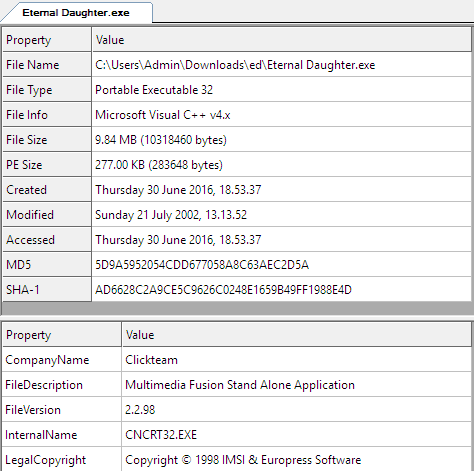 Eternal Daughter.exe
Property Value
File Name C:\Users\Admin\Downloads\ed\Eternal Daughter.exe
File Type Portable Executable 32
File Info Microsoft Visual C++ v4.x
File Size 9.84 MB (10318460 bytes)
PE Size 277.00 KB (283648 bytes)
Created Thursday 30 June 2016, 18.53.37
Modified Sunday 21 July 2002, 13.13.52
Accessed Thursday 30 June 2016, 18.53.37
MD5 5D9A5952054CDD677058A8C63AEC2D5A
SHA-1 AD6628C2A9CE5C9626C0248E1659B49FF1988E4D
Property Value
CompanyName Clickteam
FileDescription Multimedia Fusion Stand Alone Application
FileVersion 2.2.98
InternalName CNCRT32.EXE
LegalCopyright Copyright © 1998 IMSI & Europress Software